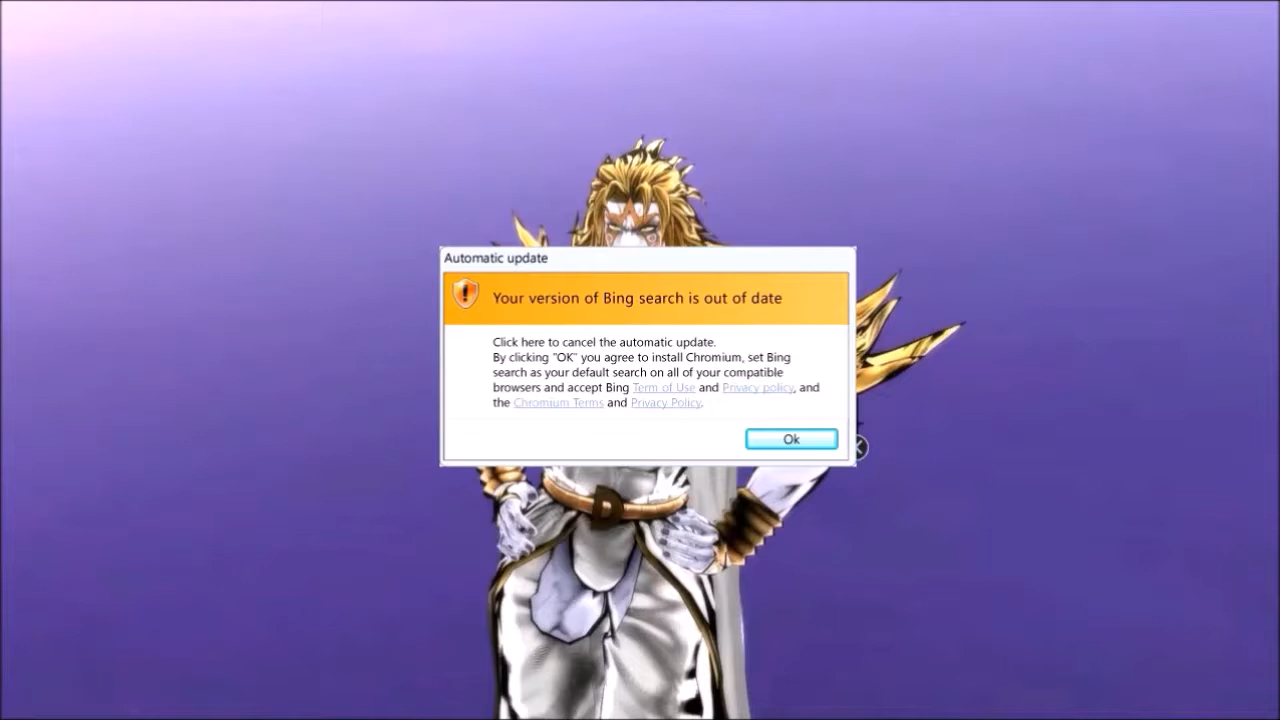 Automatic update
Your version of Bing search is out of date
Click here to cancel the automatic update.
By clicking "OK" you agree to install Chromium, set Bing
search as your default search on all of your compatible
browsers and accept Bing Term of Use and Privacy policy, and
the Chromium Terms and Privacy Policy.
Ok
D